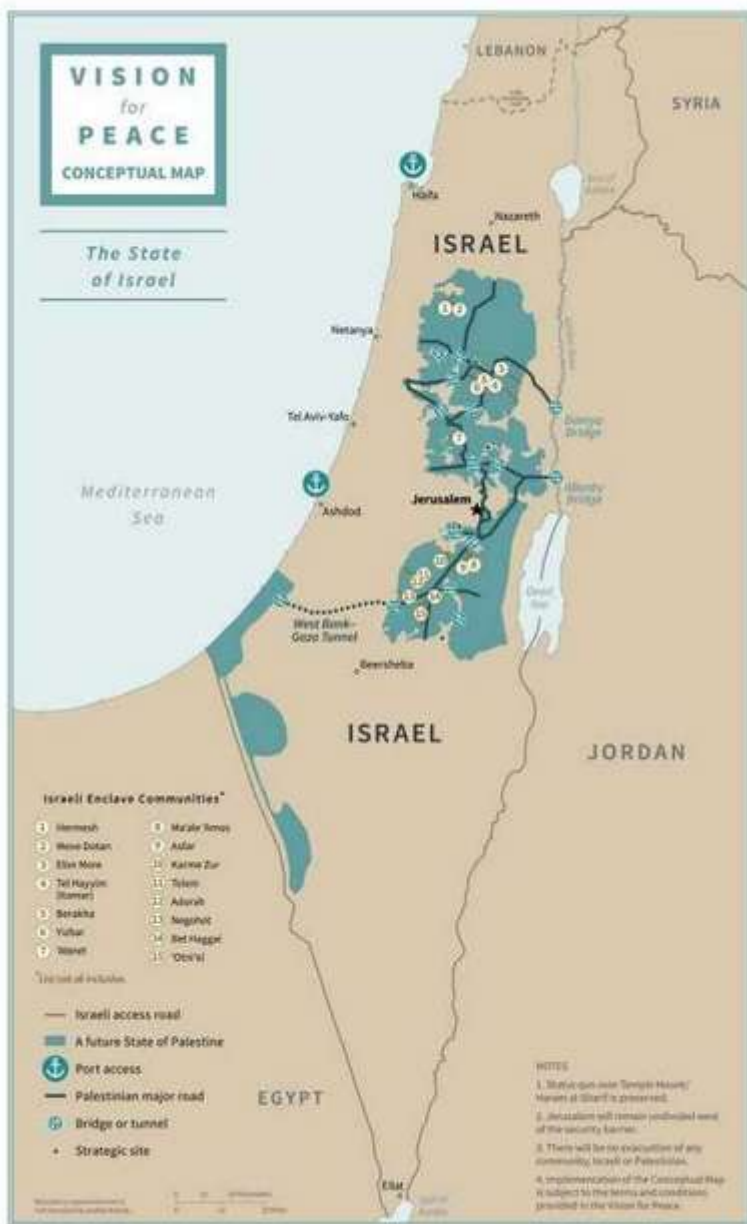 VISION
for
PEACE
CONCEPTUAL MAP
The State
of Israel
LEBANON
SYRIA
Haifa
Nazareth
ISRAEL
1 2
Netanya
Tel Aviv-Yafo
7
Bridge
Bridge
Mediterranean
Sea
Jerusalem
Ashdod
Dead
Sea
West Bank-
Gaza Tunnel
Beersheba
ISRAEL
JORDAN
Israeli Enclave Communities*
1 Hermesh
2 Mevo Dotan
3 Elon More
4 Tel Hayyim
(Itamar)
5 Berakha
6 Yizhar
7 'Ateret
8 Ma'ale 'Amos
9 Asfar
10 Karme Zur
11 Telem
12 Adorah
13 Negohot
14 Bet Haggai
15 'Otni'el
*List not all inclusive.
Israeli access road
A future State of Palestine
Port access
Palestinian major road
Bridge or tunnel
Strategic site
EGYPT
Eilat
NOTES
1. Status quo over Temple Mount/
Haram al-Sharif is preserved.
2. Jerusalem will remain undivided west
of the security barrier.
3. There will be no evacuation of any
community, Israeli or Palestinian.
4. Implementation of the Conceptual Map
is subject to the terms and conditions
provided in the Vision for Peace.